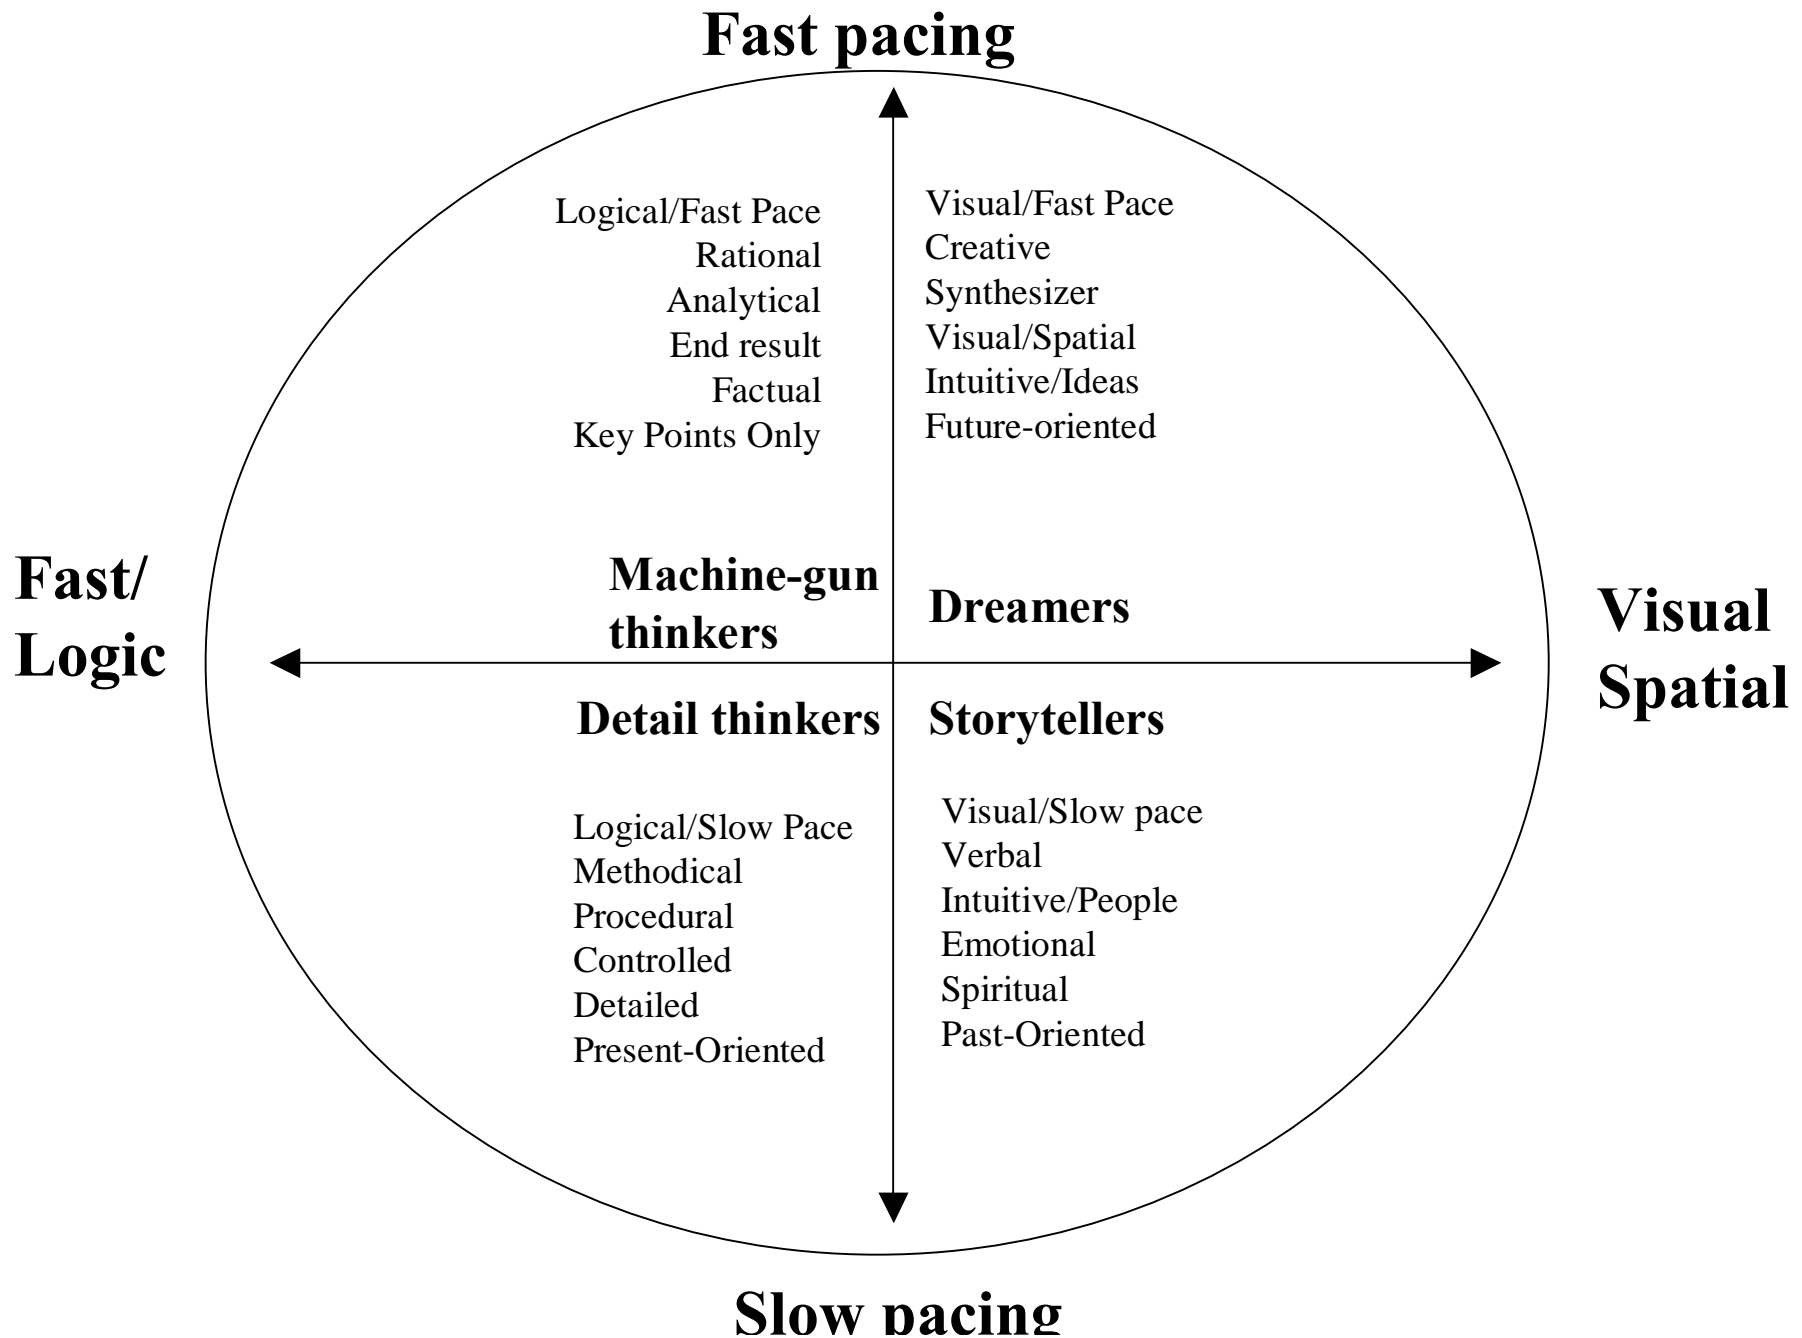 Fast pacing
Logical/Fast Pace
Rational
Analytical
End result
Factual
Key Points Only
Visual/Fast Pace
Creative
Synthesizer
Visual/Spatial
Intuitive/Ideas
Future-oriented
Fast/
Logic
Machine-gun
thinkers
Dreamers
Visual
Spatial
Detail thinkers
Storytellers
Logical/Slow Pace
Methodical
Procedural
Controlled
Detailed
Present-Oriented
Visual/Slow pace
Verbal
Intuitive/People
Emotional
Spiritual
Past-Oriented
Slow pacing